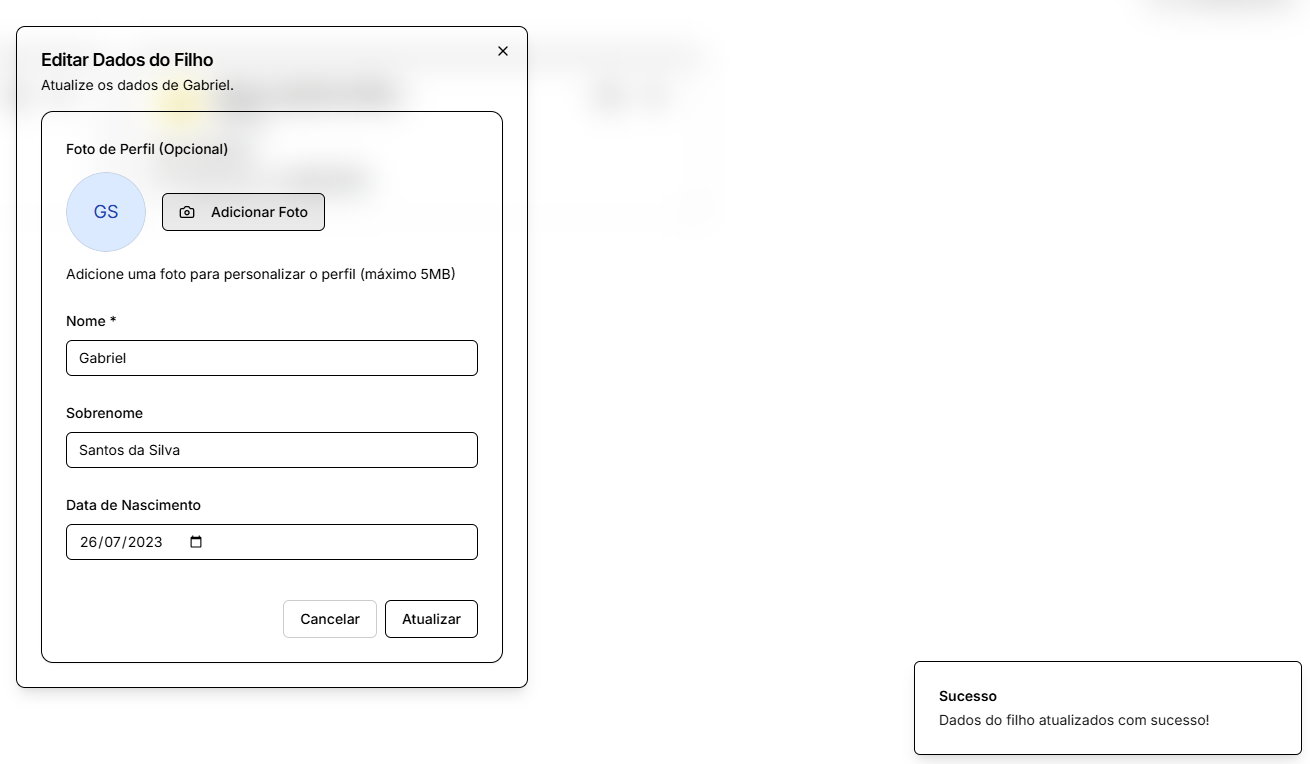 Editar Dados do Filho
Atualize os dados de Gabriel.
Foto de Perfil (Opcional)
GS
Adicionar Foto
Adicione uma foto para personalizar o perfil (máximo 5MB)
Nome *
Gabriel
Sobrenome
Santos da Silva
Data de Nascimento
26/07/2023
Cancelar
Atualizar
Sucesso
Dados do filho atualizados com sucesso!